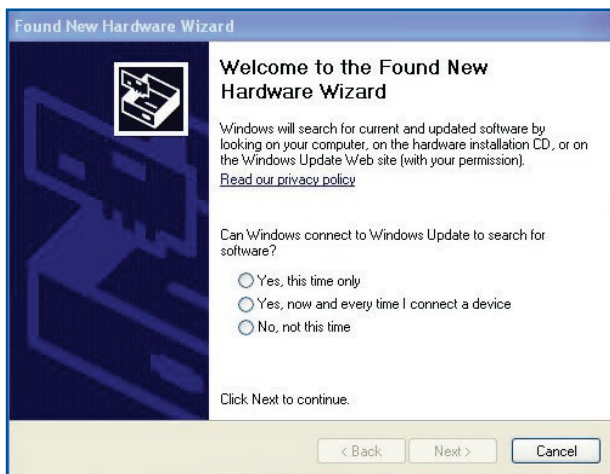 Found New Hardware Wizard
Welcome to the Found New
Hardware Wizard
Windows will search for current and updated software by
looking on your computer, on the hardware installation CD, or on
the Windows Update Web site (with your permission).
Read our privacy policy
Can Windows connect to Windows Update to search for
software?
Yes, this time only
Yes, now and every time I connect a device
No, not this time
Click Next to continue.
< Back
Next >
Cancel